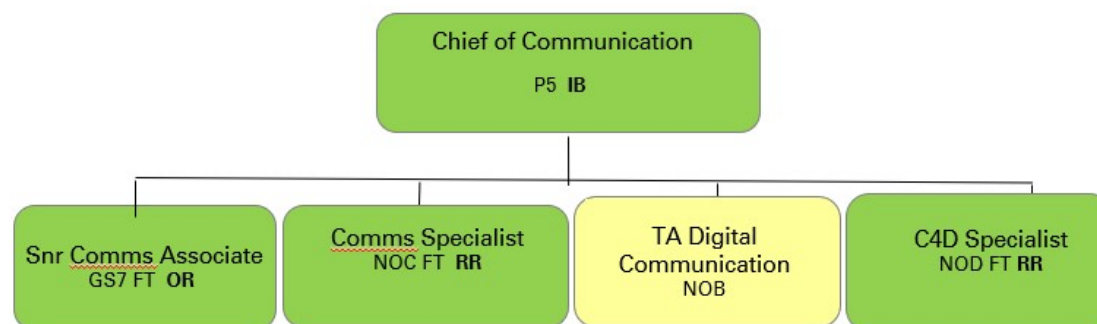 Chief of Communication
P5 IB
Snr Comms Associate
GS7 FT OR
Comms Specialist
NOC FT RR
TA Digital
Communication
NOB
C4D Specialist
NOD FT RR